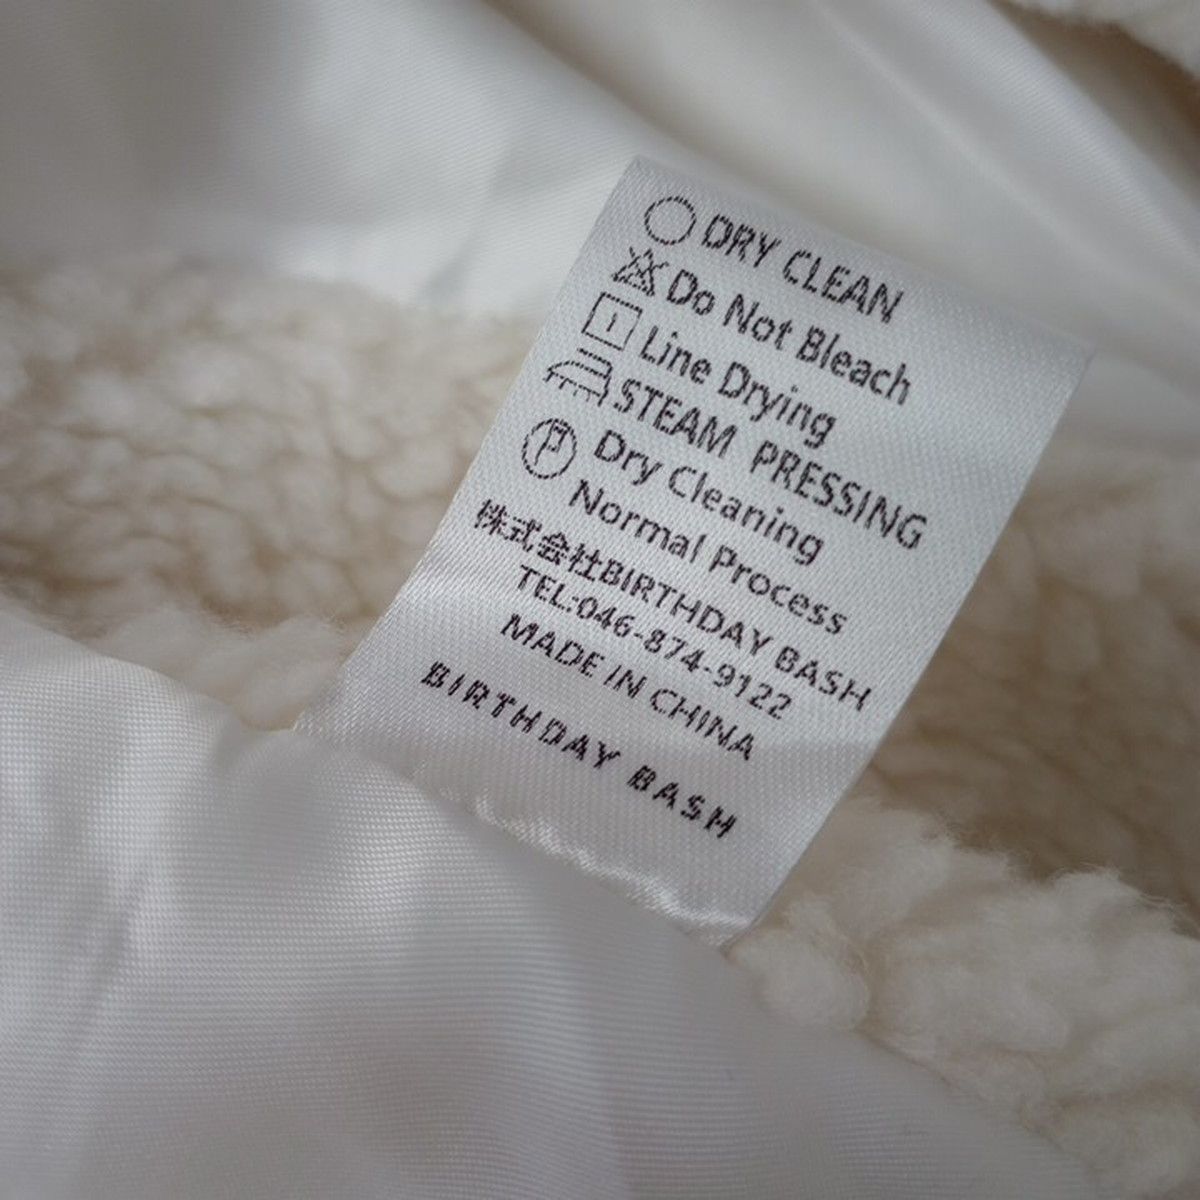 DRY CLEAN
Do Not Bleach
Line Drying
STEAM PRESSING
P Dry Cleaning
Normal Process
株式会社BIRTHDAY BASH
TEL:046-874-9122
MADE IN CHINA
BIRTHDAY BASH